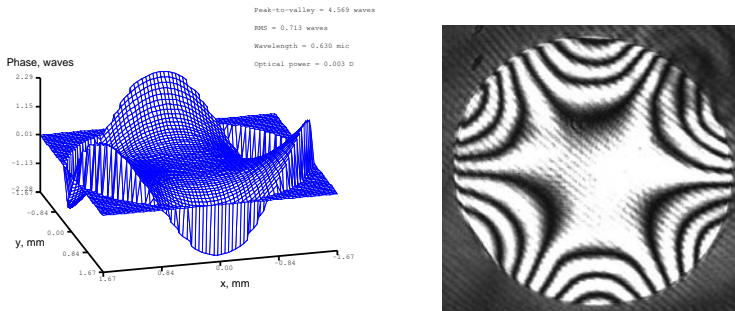 Peak-to-valley = 4.569 waves
RMS = 0.713 waves
Wavelength = 0.630 mic
Optical power = 0.003 D
Phase, waves
2.29
1.15
0.01
-1.13
-2.28
-1.67
-0.84
0.00
0.84
1.67
y, mm
1.67
0.84
0.00
-0.84
-1.67
x, mm